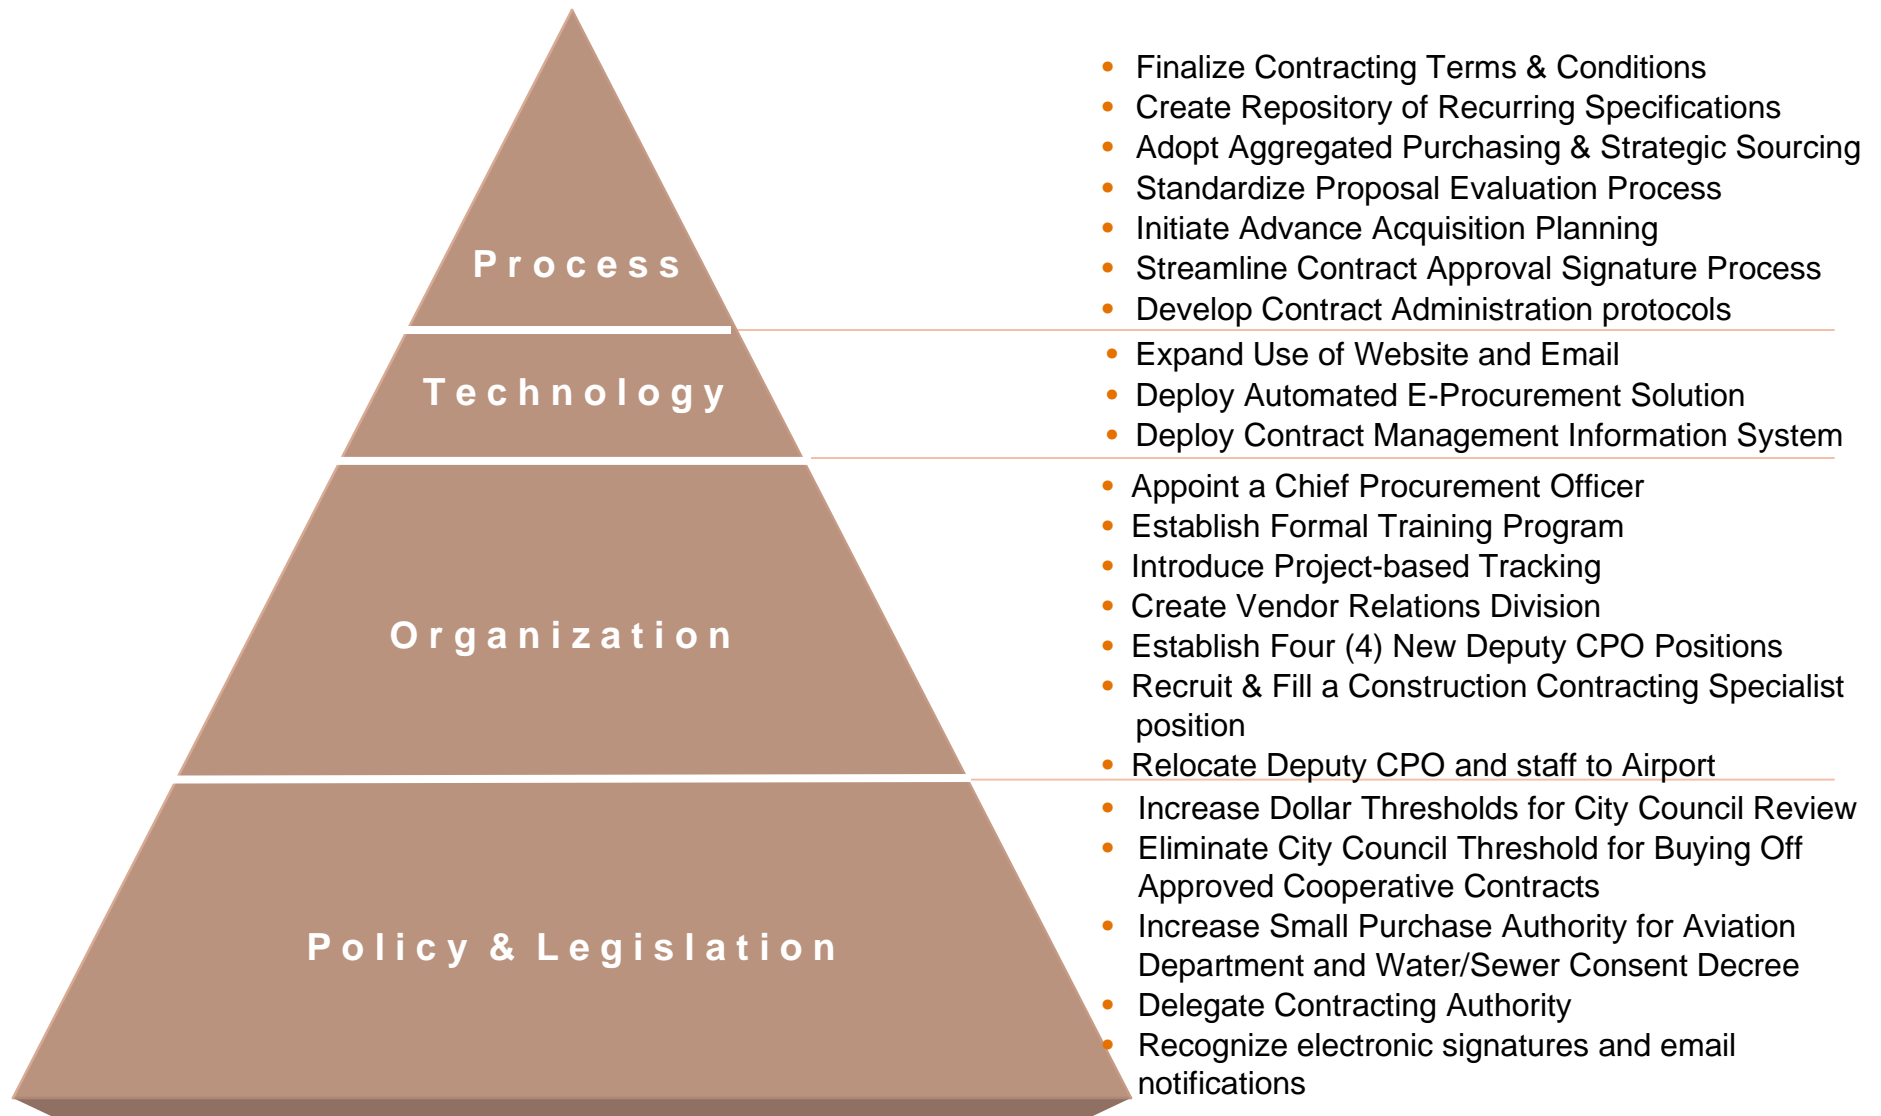 Process
• Finalize Contracting Terms & Conditions
• Create Repository of Recurring Specifications
• Adopt Aggregated Purchasing & Strategic Sourcing
• Standardize Proposal Evaluation Process
• Initiate Advance Acquisition Planning
• Streamline Contract Approval Signature Process
• Develop Contract Administration protocols
Technology
• Expand Use of Website and Email
• Deploy Automated E-Procurement Solution
• Deploy Contract Management Information System
Organization
• Appoint a Chief Procurement Officer
• Establish Formal Training Program
• Introduce Project-based Tracking
• Create Vendor Relations Division
• Establish Four (4) New Deputy CPO Positions
• Recruit & Fill a Construction Contracting Specialist
position
• Relocate Deputy CPO and staff to Airport
Policy & Legislation
• Increase Dollar Thresholds for City Council Review
• Eliminate City Council Threshold for Buying Off
Approved Cooperative Contracts
• Increase Small Purchase Authority for Aviation
Department and Water/Sewer Consent Decree
• Delegate Contracting Authority
• Recognize electronic signatures and email
notifications